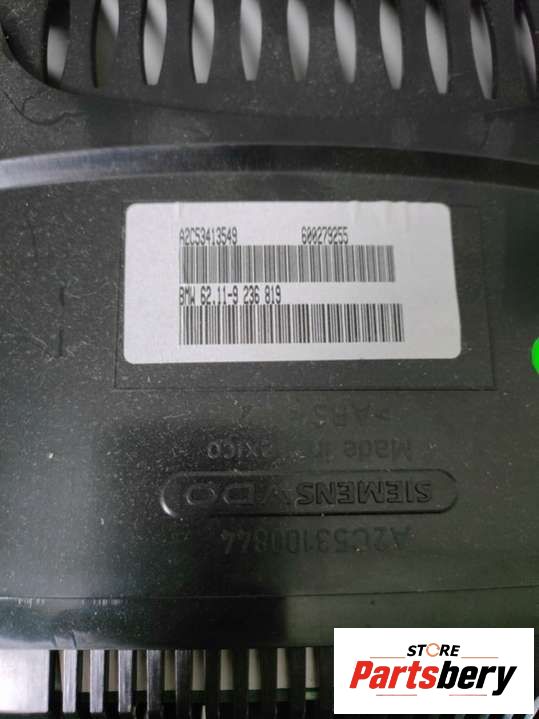 A2C53413549 600279255
BMW 62.11-9 236 819
Made in Mexico
SIEMENS VDO
A2C53100844
STORE
Partsbery